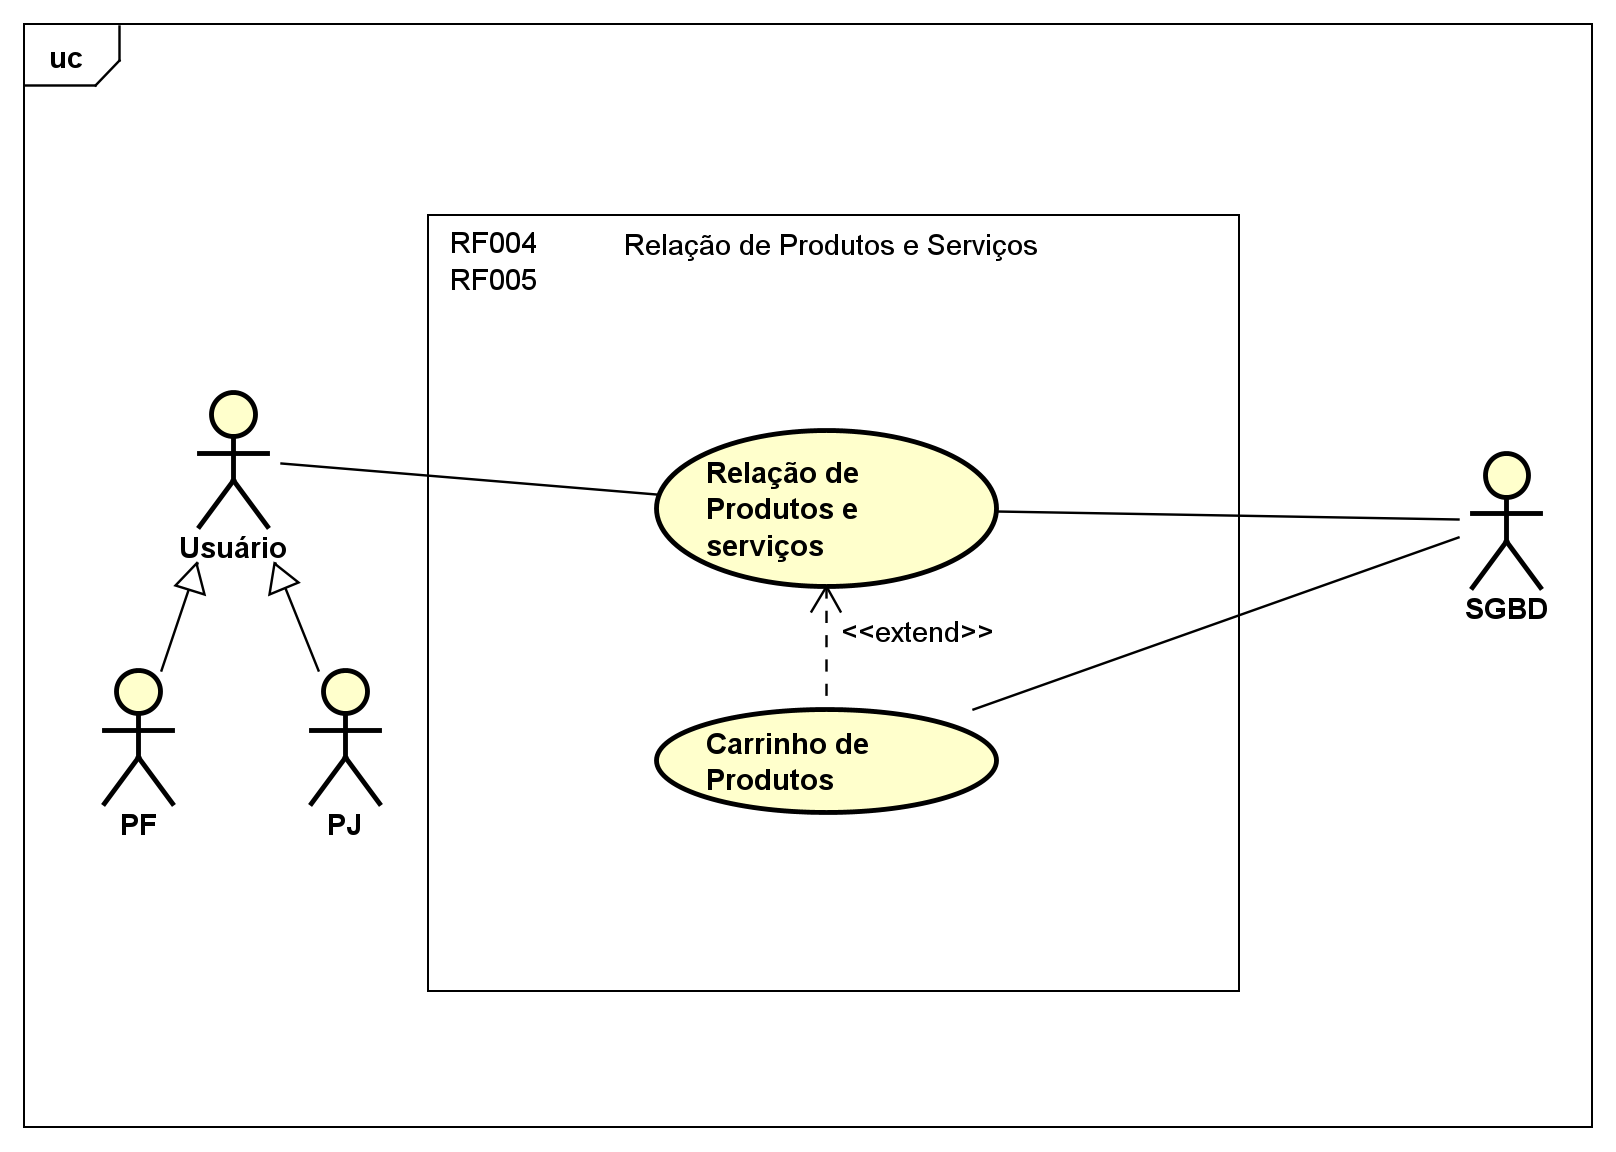 uc
RF004
RF005
Relação de Produtos e Serviços
Usuário
Relação de
Produtos e
serviços
SGBD
<<extend>>
Carrinho de
Produtos
PF
PJ